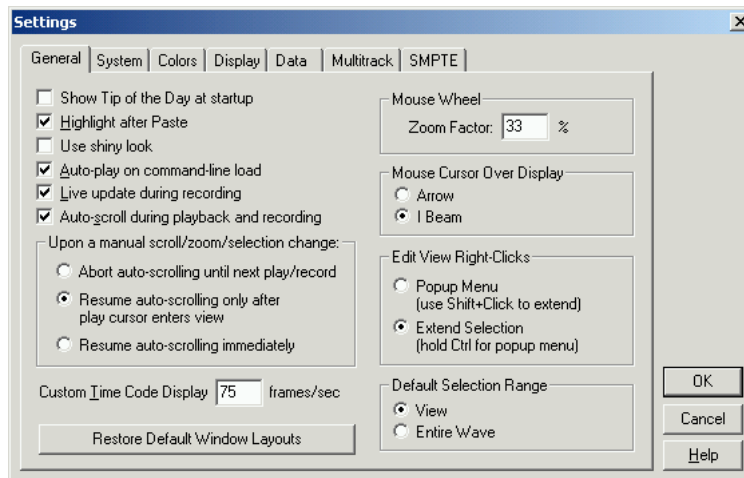 Settings
General System Colors Display Data Multitrack SMPTE
Show Tip of the Day at startup
Highlight after Paste
Use shiny look
Auto-play on command-line load
Live update during recording
Auto-scroll during playback and recording
Upon a manual scroll/zoom/selection change:
Abort auto-scrolling until next play/record
Resume auto-scrolling only after
play cursor enters view
Resume auto-scrolling immediately
Custom Time Code Display 75 frames/sec
Restore Default Window Layouts
Mouse Wheel
Zoom Factor: 33 %
Mouse Cursor Over Display
Arrow
I Beam
Edit View Right-Clicks
Popup Menu
(use Shift+Click to extend)
Extend Selection
(hold Ctrl for popup menu)
Default Selection Range
View
Entire Wave
OK
Cancel
Help